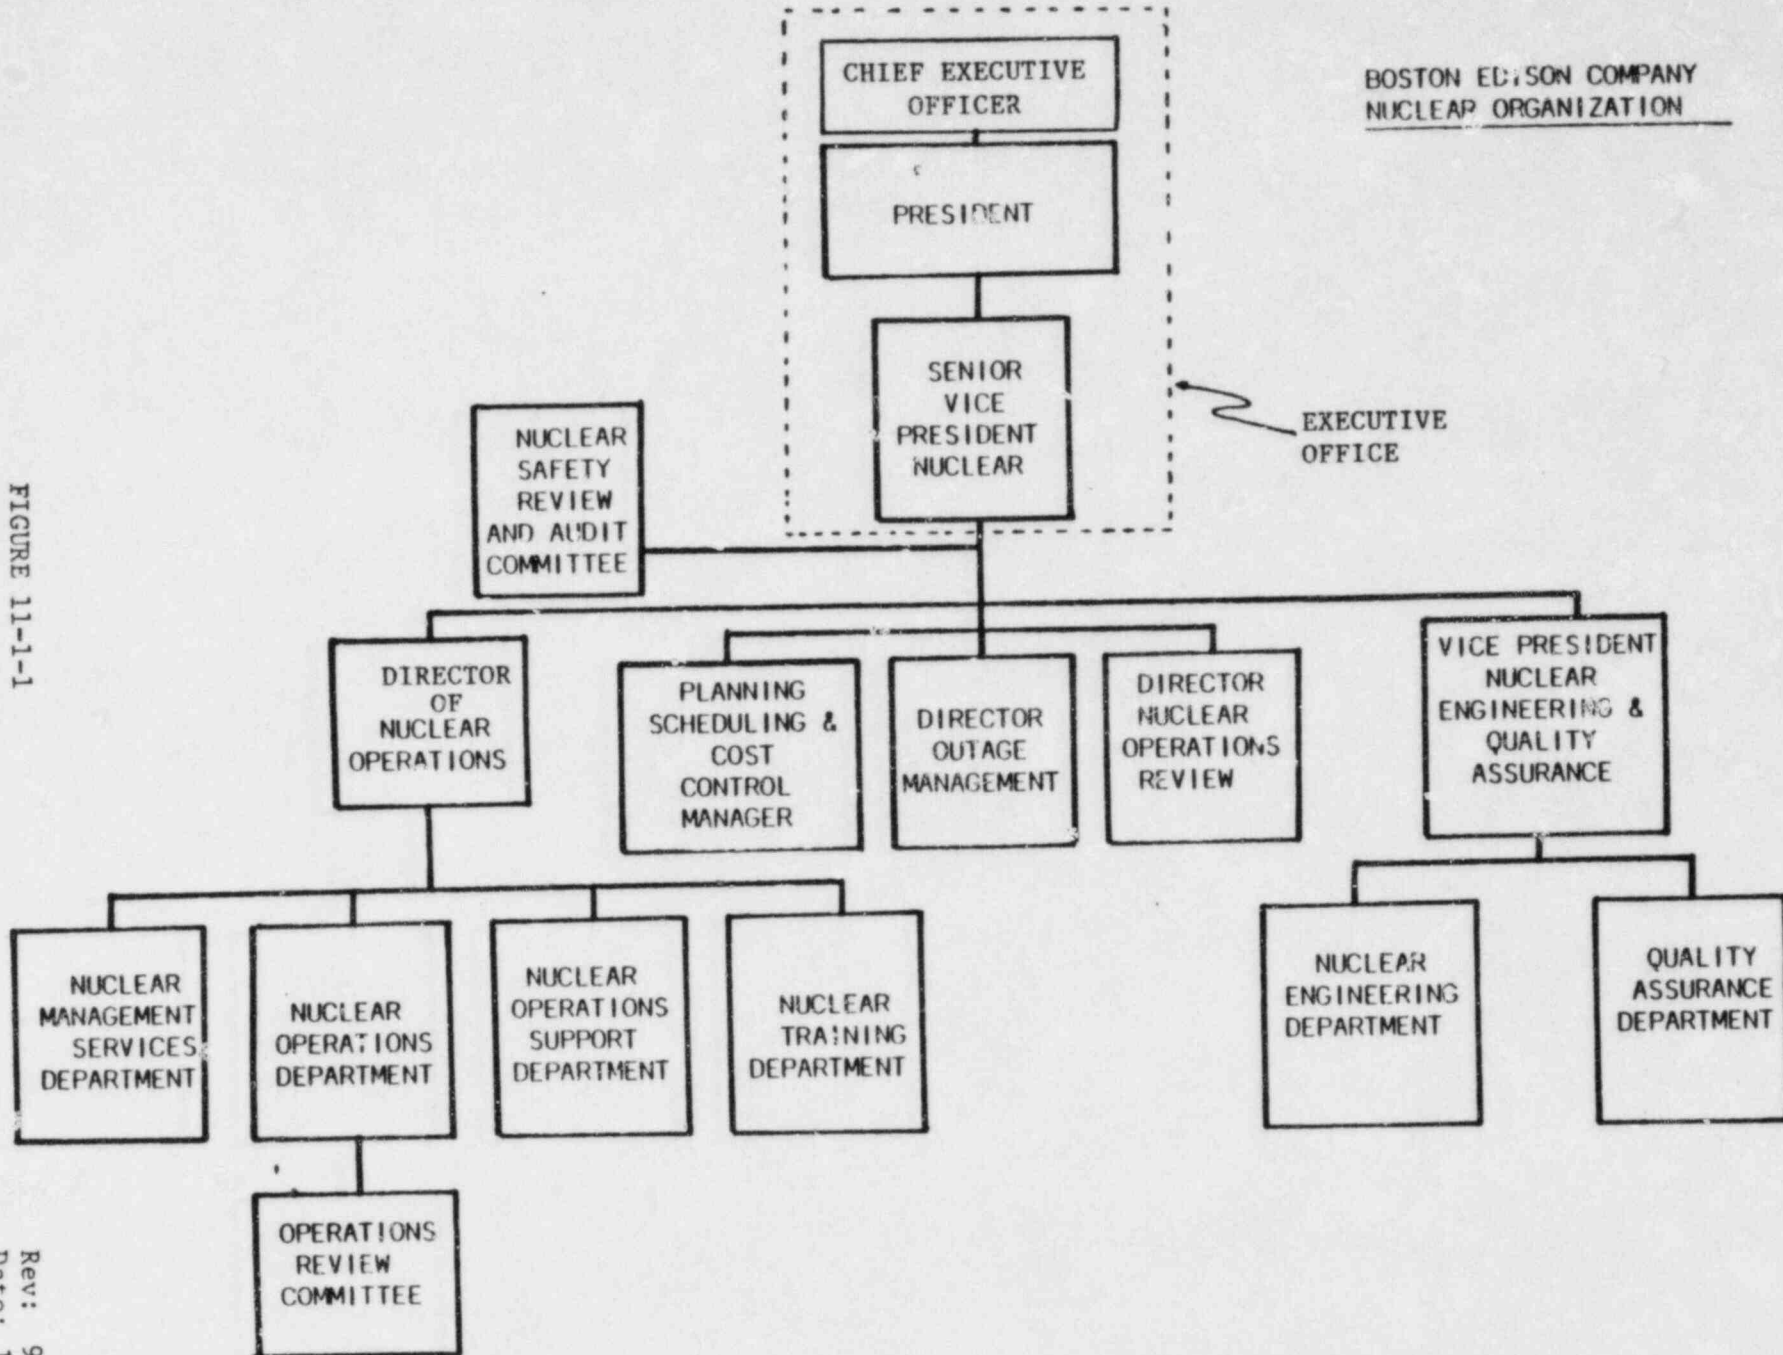 CHIEF EXECUTIVE
OFFICER
BOSTON EDISON COMPANY
NUCLEAR ORGANIZATION
PRESIDENT
SENIOR
VICE
PRESIDENT
NUCLEAR
EXECUTIVE
OFFICE
NUCLEAR
SAFETY
REVIEW
AND AUDIT
COMMITTEE
DIRECTOR
OF
NUCLEAR
OPERATIONS
PLANNING
SCHEDULING &
COST
CONTROL
MANAGER
DIRECTOR
OUTAGE
MANAGEMENT
DIRECTOR
NUCLEAR
OPERATIONS
REVIEW
VICE PRESIDENT
NUCLEAR
ENGINEERING &
QUALITY
ASSURANCE
NUCLEAR
MANAGEMENT
SERVICES
DEPARTMENT
NUCLEAR
OPERATIONS
DEPARTMENT
NUCLEAR
OPERATIONS
SUPPORT
DEPARTMENT
NUCLEAR
TRAINING
DEPARTMENT
NUCLEAR
ENGINEERING
DEPARTMENT
QUALITY
ASSURANCE
DEPARTMENT
OPERATIONS
REVIEW
COMMITTEE
FIGURE 11-1-1
Rev: 9